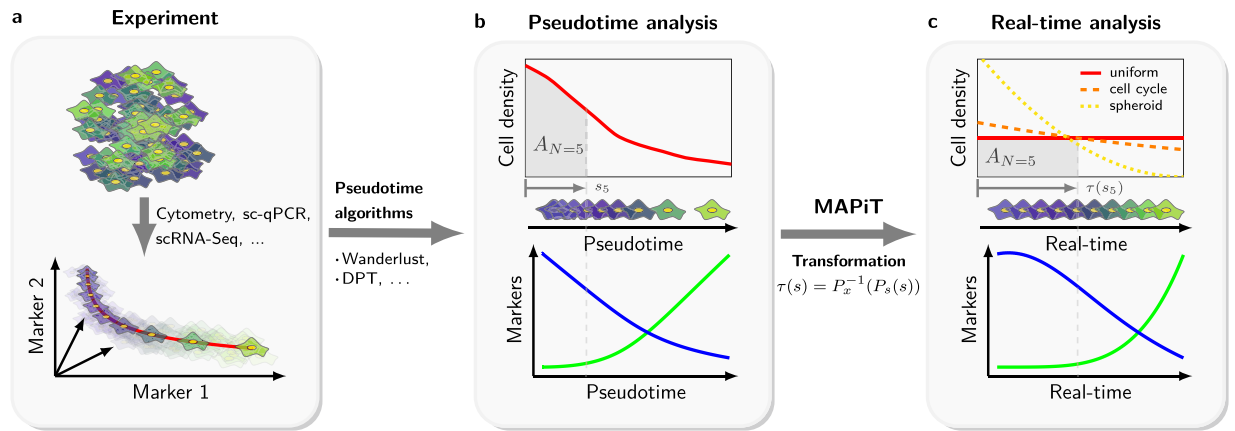 a
Experiment
Cytometry, sc-qPCR,
scRNA-Seq, ...
Marker 2
Marker 1
Pseudotime
algorithms
·Wanderlust,
·DPT, ...
b
Pseudotime analysis
Cell density
A_{N=5}
s_5
Pseudotime
Markers
Pseudotime
MAPiT
Transformation
τ(s) = P_x^{-1}(P_s(s))
c
Real-time analysis
Cell density
uniform
cell cycle
spheroid
A_{N=5}
τ(s_5)
Real-time
Markers
Real-time